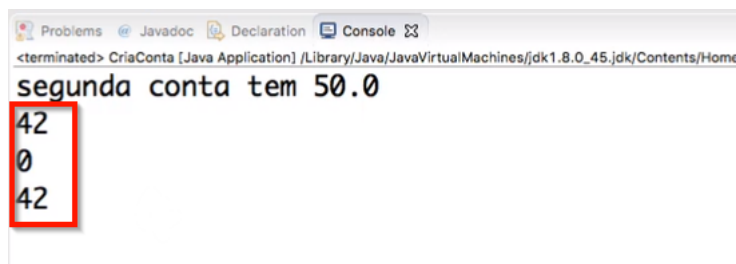 Problems @ Javadoc Declaration Console
<terminated> CriaConta [Java Application] /Library/Java/JavaVirtualMachines/jdk1.8.0_45.jdk/Contents/Home
segunda conta tem 50.0
42
0
42